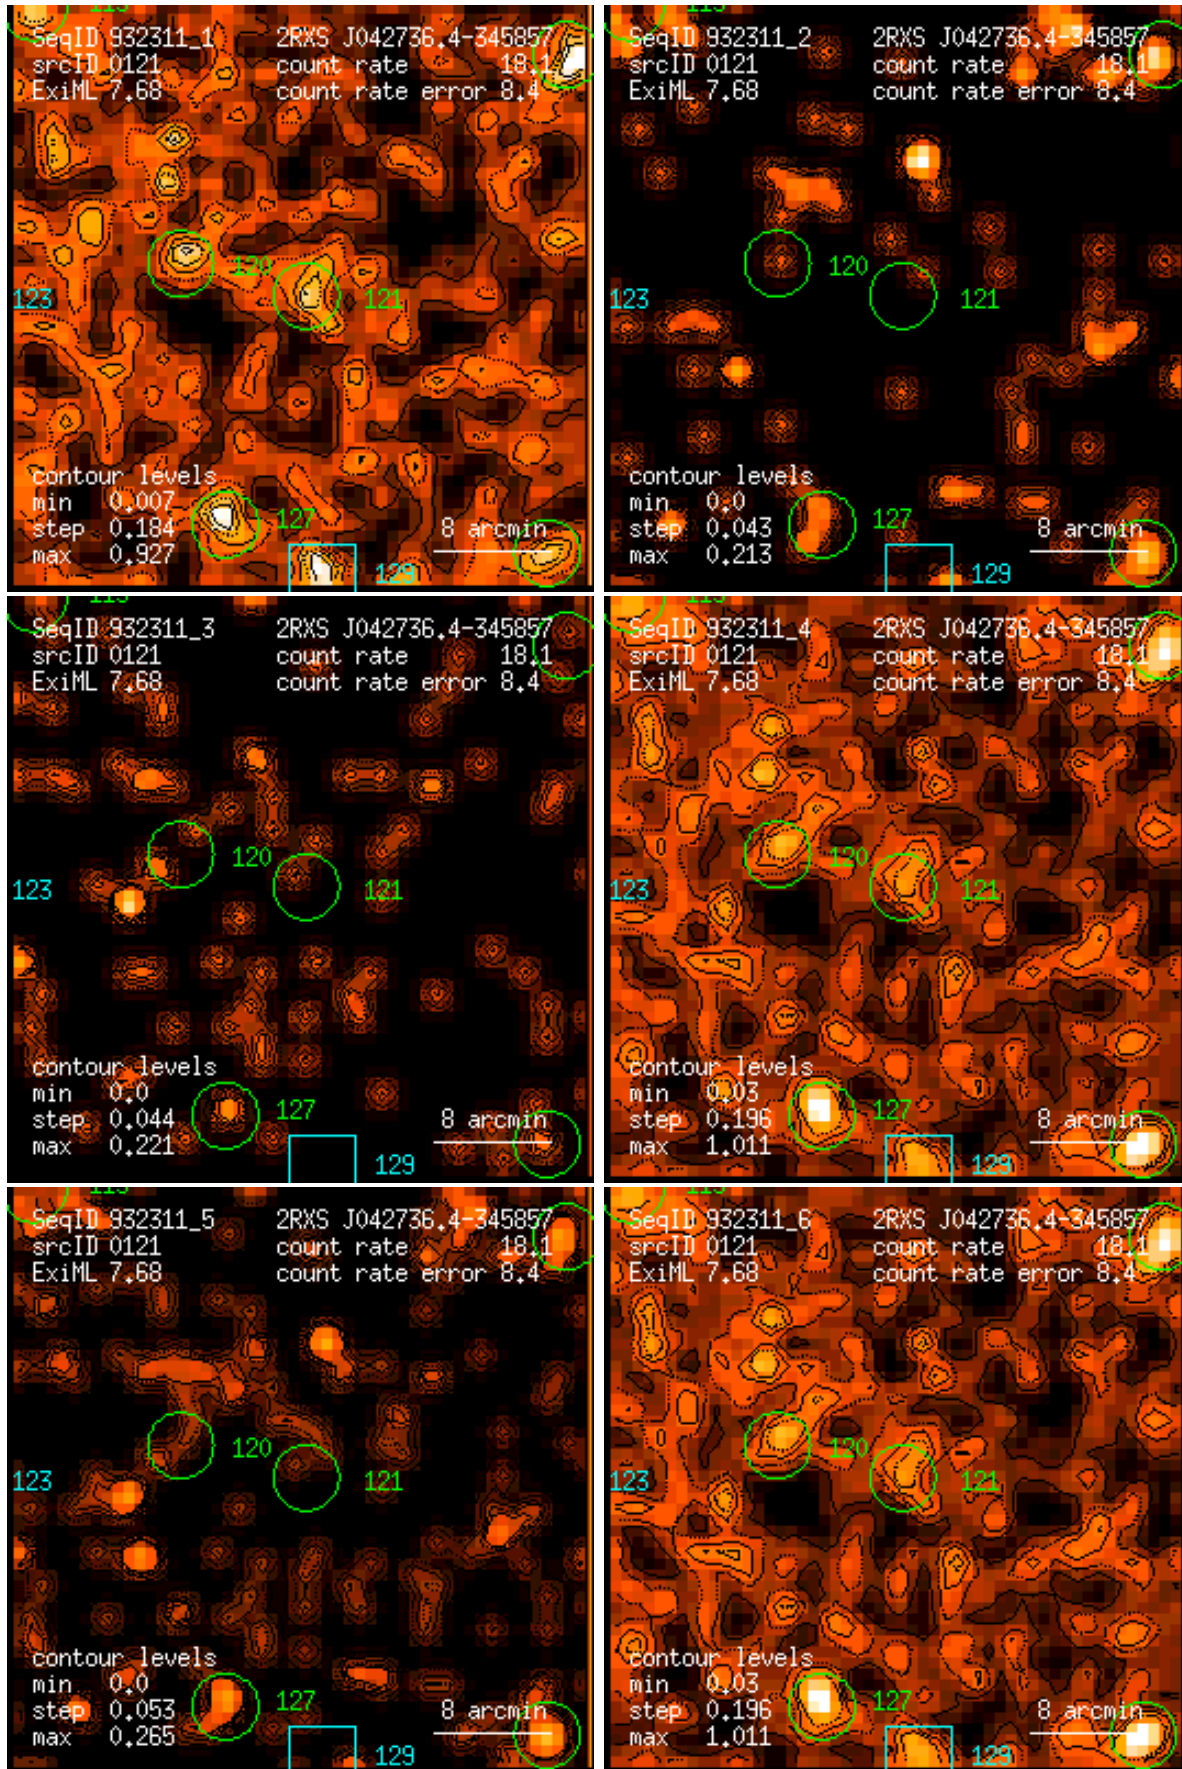 113
SeqID 932311_1 2RXS J042736.4-345857
srcID 0121 count rate 18.1
ExiML 7.68 count rate error 8.4
120
123 121
contour levels
min 0.007
step 0.184 127 8 arcmin
max 0.927 129
113
SeqID 932311_2 2RXS J042736.4-345857
srcID 0121 count rate 18.1
ExiML 7.68 count rate error 8.4
120
123 121
contour levels
min 0.0
step 0.043 127 8 arcmin
max 0.213 129
113
SeqID 932311_3 2RXS J042736.4-345857
srcID 0121 count rate 18.1
ExiML 7.68 count rate error 8.4
120
123 121
contour levels
min 0.0
step 0.044 127 8 arcmin
max 0.221 129
113
SeqID 932311_4 2RXS J042736.4-345857
srcID 0121 count rate 18.1
ExiML 7.68 count rate error 8.4
120
123 121
contour levels
min 0.03
step 0.196 127 8 arcmin
max 1.011 129
113
SeqID 932311_5 2RXS J042736.4-345857
srcID 0121 count rate 18.1
ExiML 7.68 count rate error 8.4
120
123 121
contour levels
min 0.0
step 0.053 127 8 arcmin
max 0.265 129
113
SeqID 932311_6 2RXS J042736.4-345857
srcID 0121 count rate 18.1
ExiML 7.68 count rate error 8.4
120
123 121
contour levels
min 0.03
step 0.196 127 8 arcmin
max 1.011 129